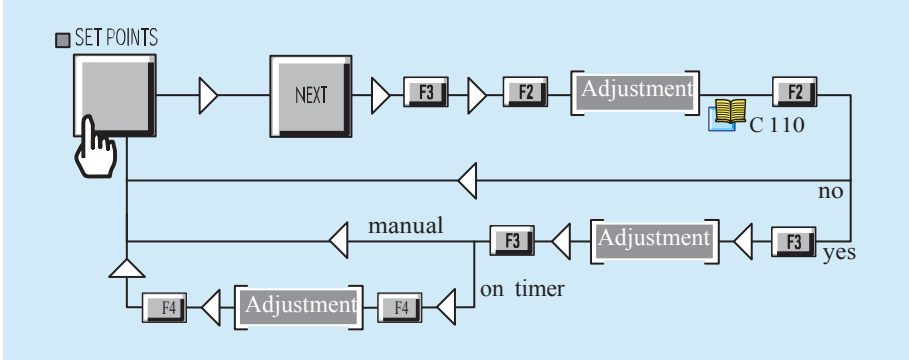 SET POINTS
NEXT
F3
F2
Adjustment
F2
C 110
no
manual
F3
Adjustment
F3
yes
on timer
F4
Adjustment
F4